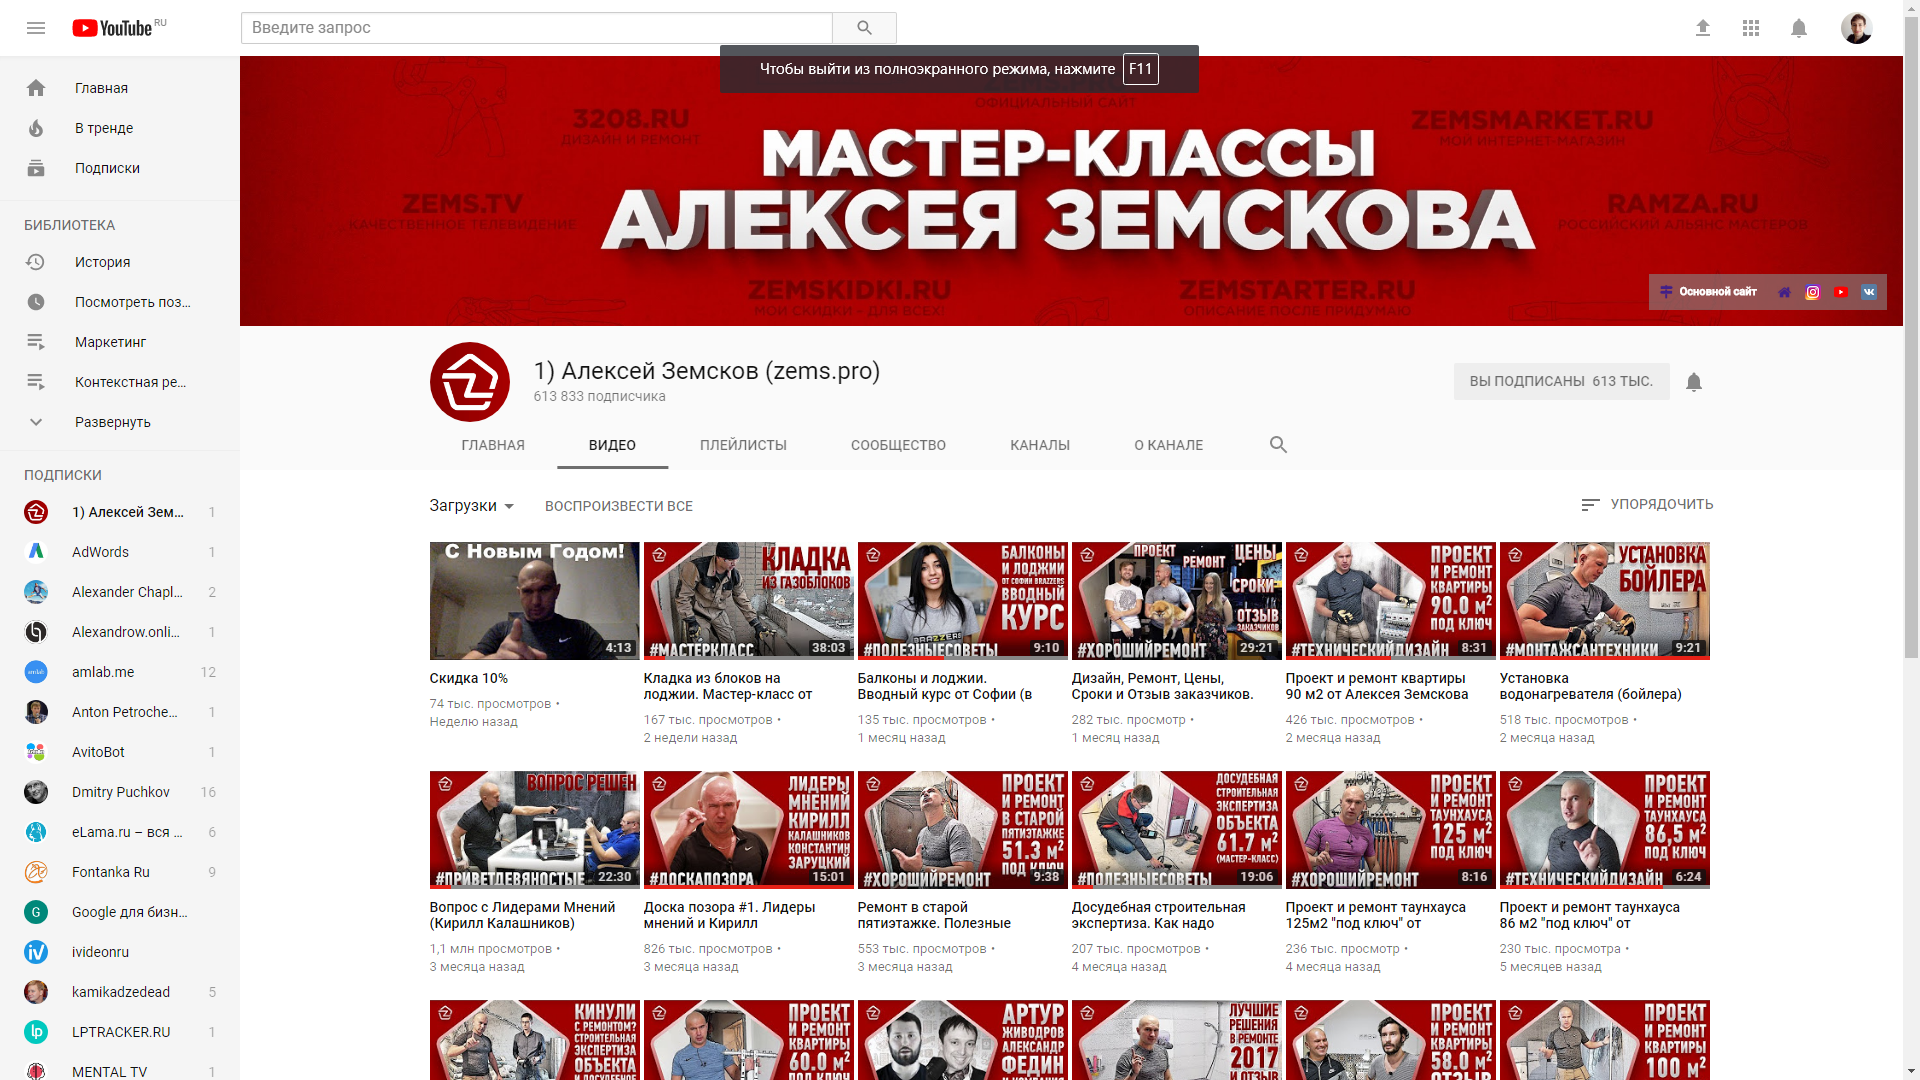 YouTube RU
Введите запрос
Чтобы выйти из полноэкранного режима, нажмите F11
Главная
В тренде
Подписки
БИБЛИОТЕКА
История
Посмотреть поз...
Маркетинг
Контекстная ре...
Развернуть
ПОДПИСКИ
1) Алексей Зем... 1
AdWords 1
Alexander Chapl... 2
Alexandrow.onli... 1
amlab.me 12
Anton Petroche... 1
AvitoBot 1
Dmitry Puchkov 16
eLama.ru – вся ... 6
Fontanka Ru 9
Google для бизн...
ivideonru
kamikadzedead 5
LPTRACKER.RU 1
MENTAL TV 1
ОФИЦИАЛЬНЫЙ САЙТ
3208.RU
ДИЗАЙН И РЕМОНТ
ZEMSMARKET.RU
МОЙ ИНТЕРНЕТ-МАГАЗИН
МАСТЕР-КЛАССЫ
АЛЕКСЕЯ ЗЕМСКОВА
ZEMS.TV
КАЧЕСТВЕННОЕ ТЕЛЕВИДЕНИЕ
RAMZA.RU
РОССИЙСКИЙ АЛЬЯНС МАСТЕРОВ
ZEMSKIDKI.RU
МОИ СКИДКИ - ДЛЯ ВСЕХ!
ZEMSTARTER.RU
ОПИСАНИЕ ПОСЛЕ ПРИДУМАЮ
Основной сайт
1) Алексей Земсков (zems.pro)
613 833 подписчика
ВЫ ПОДПИСАНЫ 613 ТЫС.
ГЛАВНАЯ ВИДЕО ПЛЕЙЛИСТЫ СООБЩЕСТВО КАНАЛЫ О КАНАЛЕ
Загрузки ВОСПРОИЗВЕСТИ ВСЕ УПОРЯДОЧИТЬ
С Новым Годом!
4:13
Скидка 10%
74 тыс. просмотров •
Неделю назад
КЛАДКА
ИЗ ГАЗОБЛОКОВ
#МАСТЕРКЛАСС 38:03
Кладка из блоков на
лоджии. Мастер-класс от
167 тыс. просмотров •
2 недели назад
БАЛКОНЫ
И ЛОДЖИИ
ОТ СОФИИ BRAZZERS
ВВОДНЫЙ
КУРС
BRAZZERS
#ПОЛЕЗНЫЕСОВЕТЫ 9:10
Балконы и лоджии.
Вводный курс от Софии (в
135 тыс. просмотров •
1 месяц назад
ПРОЕКТ
РЕМОНТ
ЦЕНЫ
СРОКИ
ОТЗЫВ
ЗАКАЗЧИКОВ
#ХОРОШИЙРЕМОНТ 29:21
Дизайн, Ремонт, Цены,
Сроки и Отзыв заказчиков.
282 тыс. просмотр •
1 месяц назад
ПРОЕКТ
И РЕМОНТ
КВАРТИРЫ
90.0 м²
ПОД КЛЮЧ
#ТЕХНИЧЕСКИЙДИЗАЙН 8:31
Проект и ремонт квартиры
90 м2 от Алексея Земскова
426 тыс. просмотров •
2 месяца назад
УСТАНОВКА
БОЙЛЕРА
#МОНТАЖСАНТЕХНИКИ 9:21
Установка
водонагревателя (бойлера)
518 тыс. просмотров •
2 месяца назад
ВОПРОС РЕШЕН
#ПРИВЕТДЕВЯНОСТЫЕ 22:30
Вопрос с Лидерами Мнений
(Кирилл Калашников)
1,1 млн просмотров •
3 месяца назад
ЛИДЕРЫ
МНЕНИЙ
КИРИЛЛ
КАЛАШНИКОВ
КОНСТАНТИН
ЗАРУЦКИЙ
#ДОСКАПОЗОРА 15:01
Доска позора #1. Лидеры
мнений и Кирилл
826 тыс. просмотров •
3 месяца назад
ПРОЕКТ
И РЕМОНТ
В СТАРОЙ
ПЯТИЭТАЖКЕ
51.3 м²
ПОД КЛЮЧ
#ХОРОШИЙРЕМОНТ 9:38
Ремонт в старой
пятиэтажке. Полезные
553 тыс. просмотров •
3 месяца назад
ДОСУДЕБНАЯ
СТРОИТЕЛЬНАЯ
ЭКСПЕРТИЗА
ОБЪЕКТА
61.7 м²
(МАСТЕР-КЛАСС)
#ПОЛЕЗНЫЕСОВЕТЫ 19:06
Досудебная строительная
экспертиза. Как надо
207 тыс. просмотров •
4 месяца назад
ПРОЕКТ
И РЕМОНТ
ТАУНХАУСА
125 м²
ПОД КЛЮЧ
#ХОРОШИЙРЕМОНТ 8:16
Проект и ремонт таунхауса
125м2 "под ключ" от
236 тыс. просмотр •
4 месяца назад
ПРОЕКТ
И РЕМОНТ
ТАУНХАУСА
86,5 м²
ПОД КЛЮЧ
#ТЕХНИЧЕСКИЙДИЗАЙН 6:24
Проект и ремонт таунхауса
86 м2 "под ключ" от
230 тыс. просмотра •
5 месяцев назад
КИНУЛИ
С РЕМОНТОМ?
СТРОИТЕЛЬНАЯ
ЭКСПЕРТИЗА
ОБЪЕКТА
И ДОСУДЕБНОЕ
ПРОЕКТ
И РЕМОНТ
КВАРТИРЫ
60.0 м²
ПОД КЛЮЧ
АРТУР
ЖИВОДРОВ
АЛЕКСАНДР
ФЕДИН
И КОМПАНИЯ
ЛУЧШИЕ
РЕШЕНИЯ
В РЕМОНТЕ
2017
И ОТЗЫВ
ПРОЕКТ
И РЕМОНТ
КВАРТИРЫ
58.0 м²
ОТЗЫВ
ПРОЕКТ
И РЕМОНТ
КВАРТИРЫ
100 м²